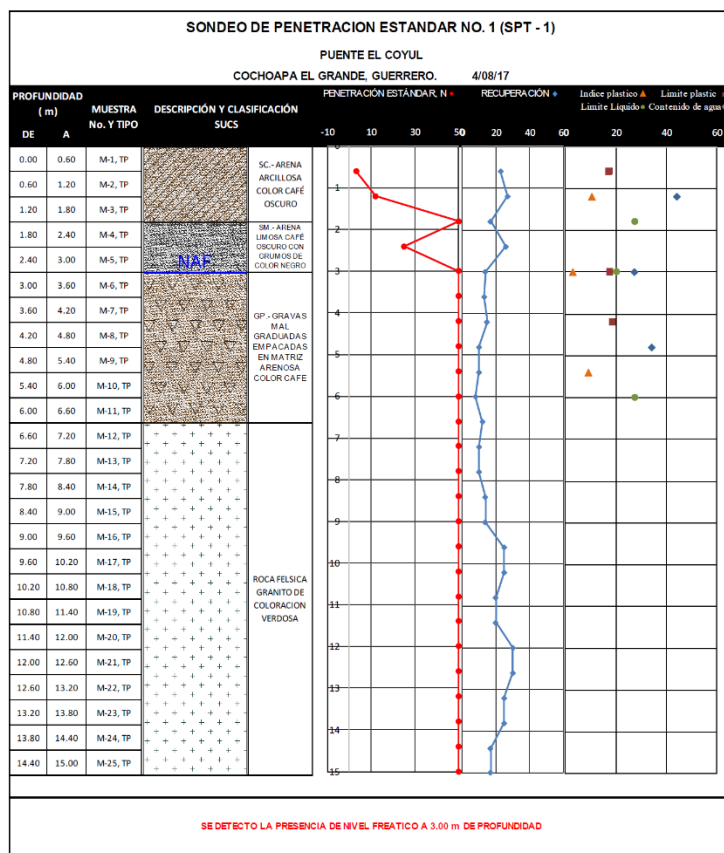 SONDEO DE PENETRACION ESTANDAR NO. 1 (SPT - 1)
PUENTE EL COYUL
COCHOAPA EL GRANDE, GUERRERO. 4/08/17
PROFUNDIDAD ( m) DE A
MUESTRA No. Y TIPO
DESCRIPCIÓN Y CLASIFICACIÓN SUCS
PENETRACIÓN ESTÁNDAR, N
RECUPERACIÓN
Indice plastico Limite plastic
Limite Líquido Contenido de agua
-10 10 30 50
0 20 40 60
0 20 40 60
0.00 0.60 M-1, TP
0.60 1.20 M-2, TP
1.20 1.80 M-3, TP
1.80 2.40 M-4, TP
2.40 3.00 M-5, TP
3.00 3.60 M-6, TP
3.60 4.20 M-7, TP
4.20 4.80 M-8, TP
4.80 5.40 M-9, TP
5.40 6.00 M-10, TP
6.00 6.60 M-11, TP
6.60 7.20 M-12, TP
7.20 7.80 M-13, TP
7.80 8.40 M-14, TP
8.40 9.00 M-15, TP
9.00 9.60 M-16, TP
9.60 10.20 M-17, TP
10.20 10.80 M-18, TP
10.80 11.40 M-19, TP
11.40 12.00 M-20, TP
12.00 12.60 M-21, TP
12.60 13.20 M-22, TP
13.20 13.80 M-23, TP
13.80 14.40 M-24, TP
14.40 15.00 M-25, TP
NAF
SC.- ARENA
ARCILLOSA
COLOR CAFÉ
OSCURO
SM.- ARENA
LIMOSA CAFÉ
OSCURO CON
GRUMOS DE
COLOR NEGRO
GP.- GRAVAS
MAL
GRADUADAS
EMPACADAS
EN MATRIZ
ARENOSA
COLOR CAFE
ROCA FELSICA
GRANITO DE
COLORACION
VERDOSA
0
1
2
3
4
5
6
7
8
9
10
11
12
13
14
15
SE DETECTO LA PRESENCIA DE NIVEL FREATICO A 3.00 m DE PROFUNDIDAD